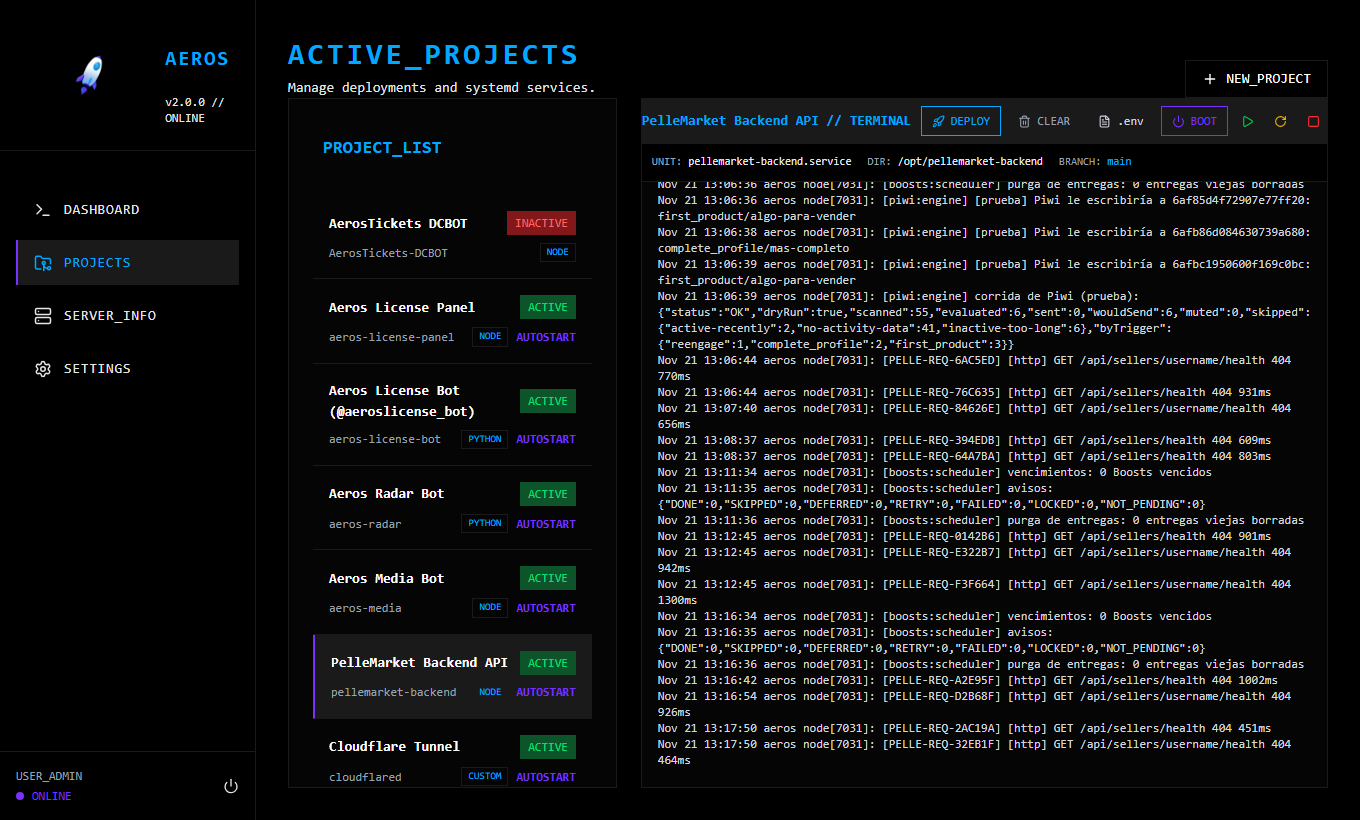 AEROS
v2.0.0 //
ONLINE
DASHBOARD
PROJECTS
SERVER_INFO
SETTINGS
USER_ADMIN
ONLINE
ACTIVE_PROJECTS
Manage deployments and systemd services.
NEW_PROJECT
PROJECT_LIST
AerosTickets DCBOT
INACTIVE
AerosTickets-DCBOT
NODE
Aeros License Panel
ACTIVE
aeros-license-panel
NODE
AUTOSTART
Aeros License Bot
(@aeroslicense_bot)
ACTIVE
aeros-license-bot
PYTHON
AUTOSTART
Aeros Radar Bot
ACTIVE
aeros-radar
PYTHON
AUTOSTART
Aeros Media Bot
ACTIVE
aeros-media
NODE
AUTOSTART
PelleMarket Backend API
ACTIVE
pellemarket-backend
NODE
AUTOSTART
Cloudflare Tunnel
ACTIVE
cloudflared
CUSTOM
AUTOSTART
PelleMarket Backend API // TERMINAL
DEPLOY
CLEAR
.env
BOOT
UNIT: pellemarket-backend.service DIR: /opt/pellemarket-backend BRANCH: main
Nov 21 13:06:36 aeros node[7031]: [boosts:scheduler] purga de entregas: 0 entregas viejas borradas
Nov 21 13:06:36 aeros node[7031]: [piwi:engine] [prueba] Piwi le escribiría a 6af85d4f72907e77ff20:
first_product/algo-para-vender
Nov 21 13:06:38 aeros node[7031]: [piwi:engine] [prueba] Piwi le escribiría a 6afb86d084630739a680:
complete_profile/mas-completo
Nov 21 13:06:39 aeros node[7031]: [piwi:engine] [prueba] Piwi le escribiría a 6afbc1950600f169c0bc:
first_product/algo-para-vender
Nov 21 13:06:39 aeros node[7031]: [piwi:engine] corrida de Piwi (prueba):
{"status":"OK","dryRun":true,"scanned":55,"evaluated":6,"sent":0,"wouldSend":6,"muted":0,"skipped":
{"active-recently":2,"no-activity-data":41,"inactive-too-long":6},"byTrigger":
{"reengage":1,"complete_profile":2,"first_product":3}}
Nov 21 13:06:44 aeros node[7031]: [PELLE-REQ-6AC5ED] [http] GET /api/sellers/username/health 404
770ms
Nov 21 13:06:44 aeros node[7031]: [PELLE-REQ-76C635] [http] GET /api/sellers/health 404 931ms
Nov 21 13:07:40 aeros node[7031]: [PELLE-REQ-84626E] [http] GET /api/sellers/username/health 404
656ms
Nov 21 13:08:37 aeros node[7031]: [PELLE-REQ-394EDB] [http] GET /api/sellers/health 404 609ms
Nov 21 13:08:37 aeros node[7031]: [PELLE-REQ-64A7BA] [http] GET /api/sellers/health 404 803ms
Nov 21 13:11:34 aeros node[7031]: [boosts:scheduler] vencimientos: 0 Boosts vencidos
Nov 21 13:11:35 aeros node[7031]: [boosts:scheduler] avisos:
{"DONE":0,"SKIPPED":0,"DEFERRED":0,"RETRY":0,"FAILED":0,"LOCKED":0,"NOT_PENDING":0}
Nov 21 13:11:36 aeros node[7031]: [boosts:scheduler] purga de entregas: 0 entregas viejas borradas
Nov 21 13:12:45 aeros node[7031]: [PELLE-REQ-0142B6] [http] GET /api/sellers/health 404 901ms
Nov 21 13:12:45 aeros node[7031]: [PELLE-REQ-E322B7] [http] GET /api/sellers/username/health 404
942ms
Nov 21 13:12:45 aeros node[7031]: [PELLE-REQ-F3F664] [http] GET /api/sellers/username/health 404
1300ms
Nov 21 13:16:34 aeros node[7031]: [boosts:scheduler] vencimientos: 0 Boosts vencidos
Nov 21 13:16:35 aeros node[7031]: [boosts:scheduler] avisos:
{"DONE":0,"SKIPPED":0,"DEFERRED":0,"RETRY":0,"FAILED":0,"LOCKED":0,"NOT_PENDING":0}
Nov 21 13:16:36 aeros node[7031]: [boosts:scheduler] purga de entregas: 0 entregas viejas borradas
Nov 21 13:16:42 aeros node[7031]: [PELLE-REQ-A2E95F] [http] GET /api/sellers/health 404 1002ms
Nov 21 13:16:54 aeros node[7031]: [PELLE-REQ-D2B68F] [http] GET /api/sellers/username/health 404
926ms
Nov 21 13:17:50 aeros node[7031]: [PELLE-REQ-2AC19A] [http] GET /api/sellers/health 404 451ms
Nov 21 13:17:50 aeros node[7031]: [PELLE-REQ-32EB1F] [http] GET /api/sellers/username/health 404
464ms